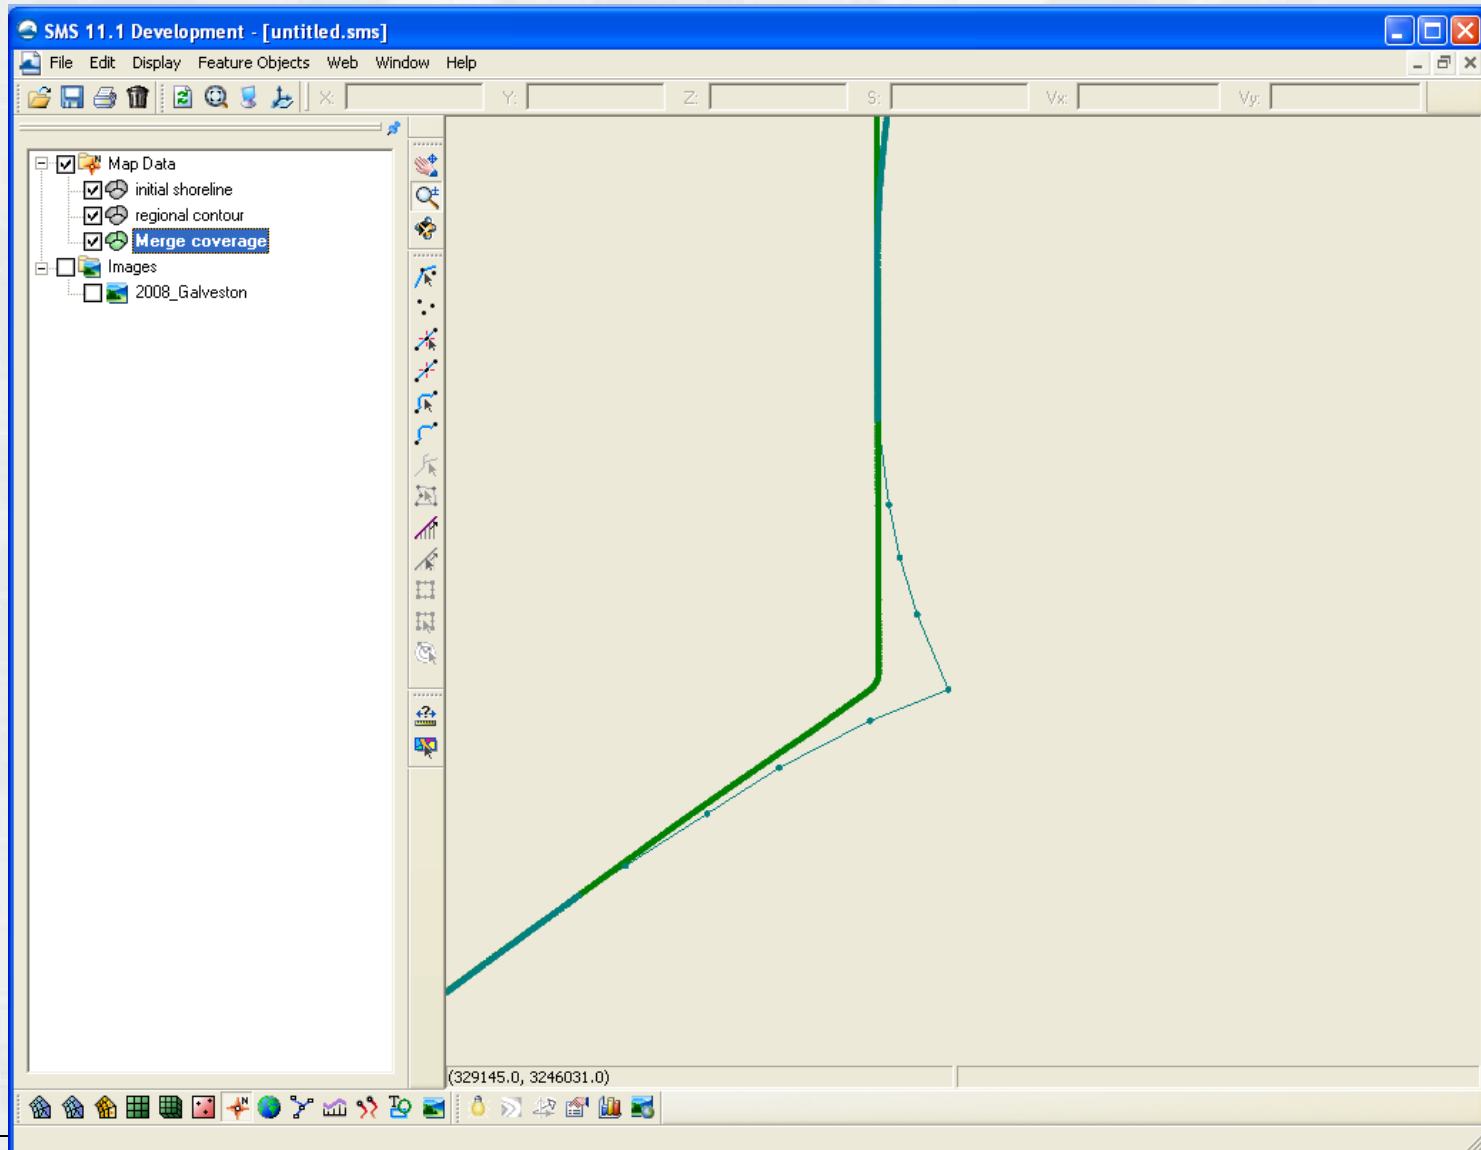 SMS 11.1 Development - [untitled.sms]
File Edit Display Feature Objects Web Window Help
X: Y: Z: S: Vx: Vy:
Map Data
initial shoreline
regional contour
Merge coverage
Images
2008_Galveston
(329145.0, 3246031.0)